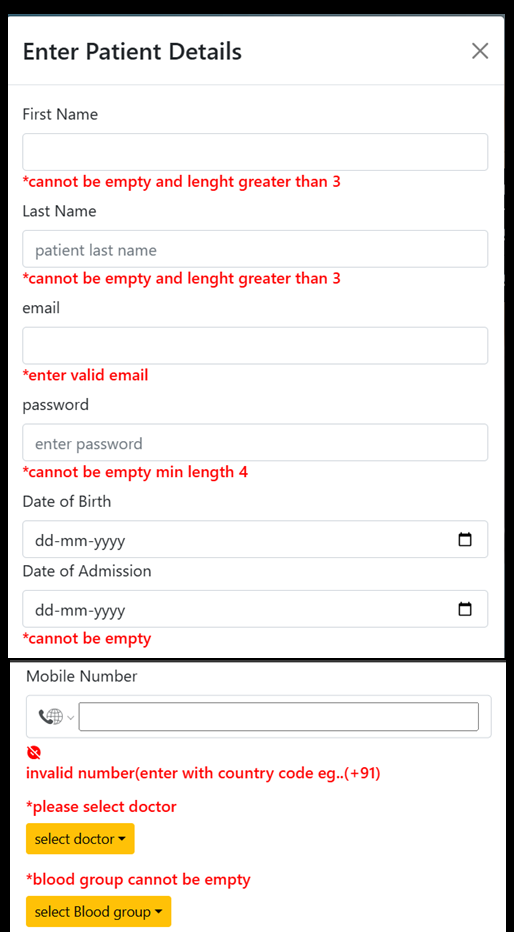 Enter Patient Details
First Name
*cannot be empty and lenght greater than 3
Last Name
patient last name
*cannot be empty and lenght greater than 3
email
*enter valid email
password
enter password
*cannot be empty min length 4
Date of Birth
dd-mm-yyyy
Date of Admission
dd-mm-yyyy
*cannot be empty
Mobile Number
invalid number(enter with country code eg..(+91)
*please select doctor
select doctor
*blood group cannot be empty
select Blood group